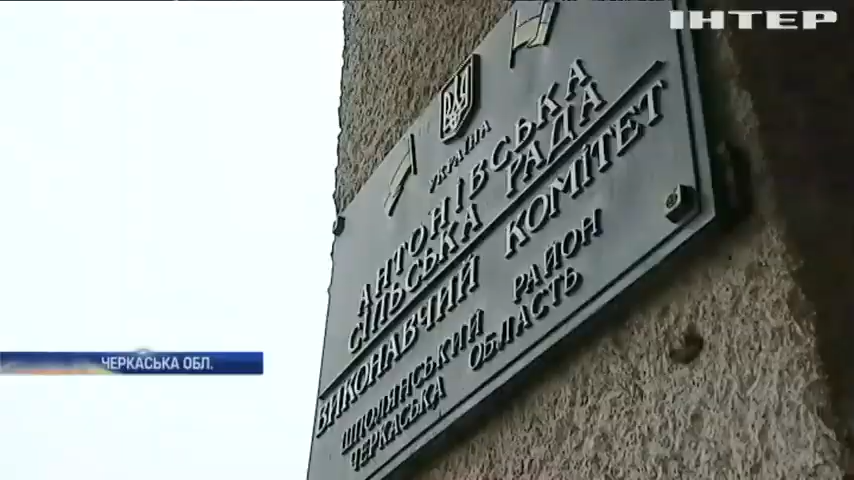 ІНТЕР
УКРАЇНА
АНТОНІВСЬКА
СІЛЬСЬКА РАДА
ВИКОНАВЧИЙ КОМІТЕТ
ШПОЛЯНСЬКИЙ РАЙОН
ЧЕРКАСЬКА ОБЛАСТЬ
ЧЕРКАСЬКА ОБЛ.